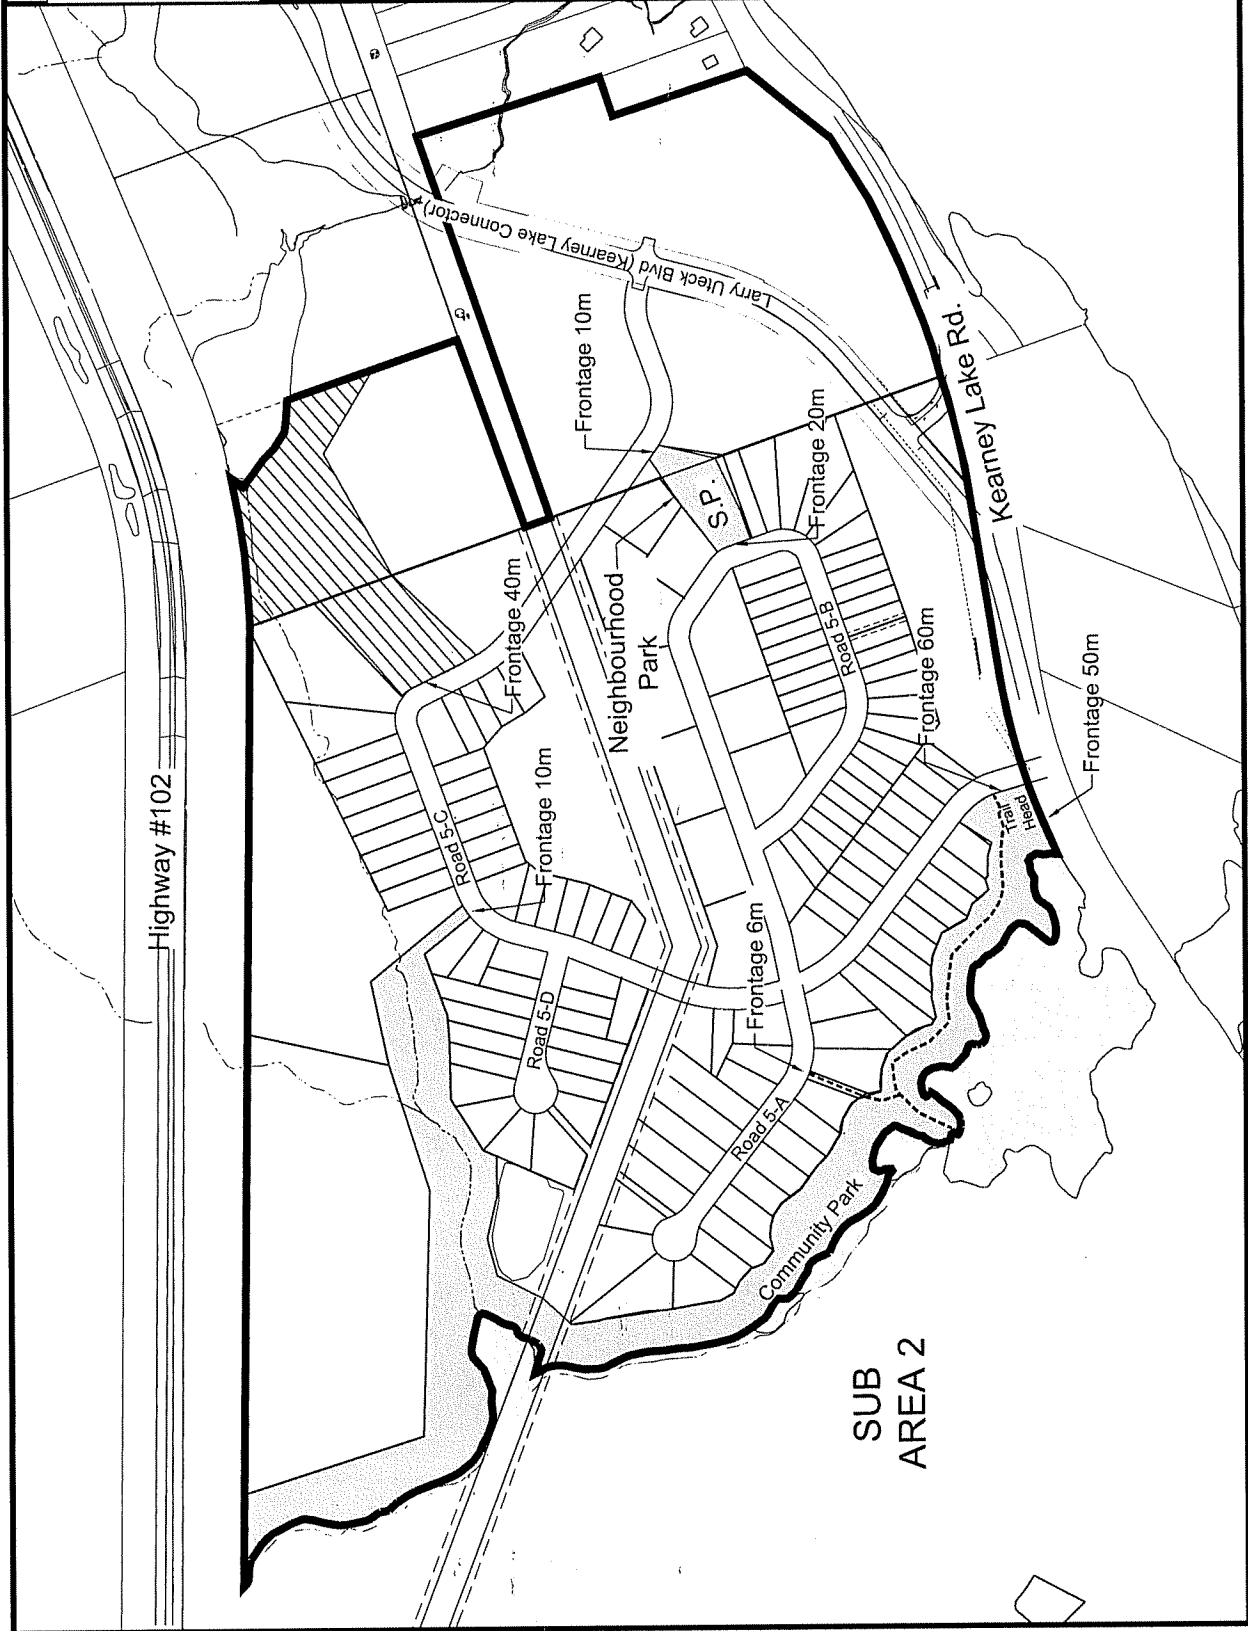 Highway #102
Larry Uteck Blvd (Kearney Lake Connector)
Frontage 10m
Frontage 20m
Kearney Lake Rd.
S.P.
Frontage 40m
Neighbourhood
Park
Road 5-B
Frontage 60m
Frontage 50m
Frontage 10m
Road 5-C
Trail
Head
Frontage 6m
Road 5-D
Road 5-A
Community Park
SUB
AREA 2